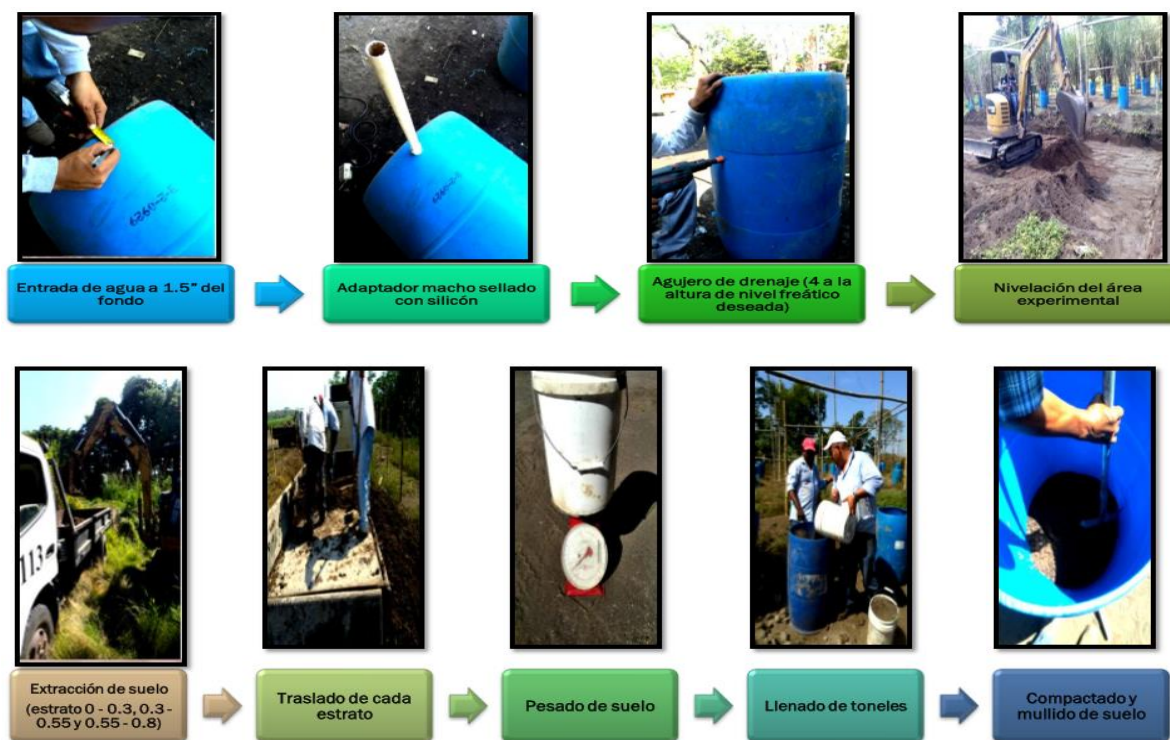 Entrada de agua a 1.5” del
fondo
Adaptador macho sellado
con silicón
Agujero de drenaje (4 a la
altura de nivel freático
deseada)
Nivelación del área
experimental
113
Extracción de suelo
(estrato 0 - 0.3, 0.3 -
0.55 y 0.55 - 0.8)
Traslado de cada
estrato
Pesado de suelo
Llenado de toneles
Compactado y
mullido de suelo